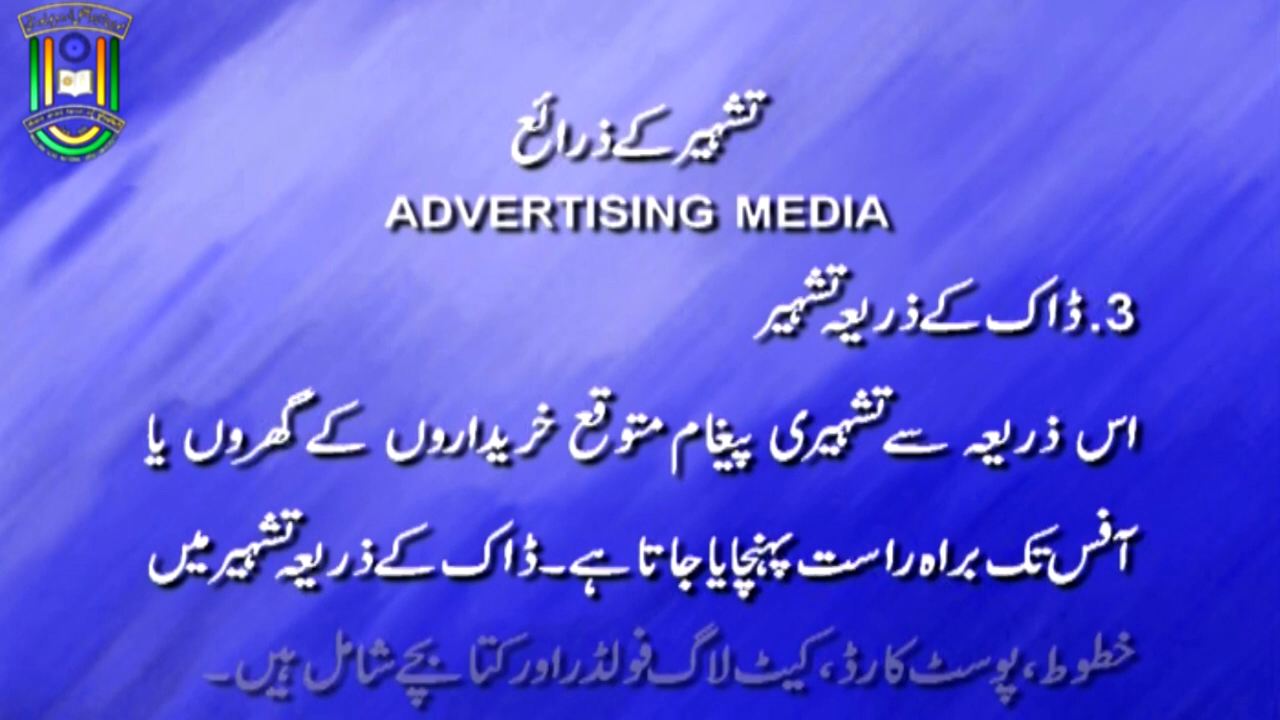 تشہیر کے ذرائع
ADVERTISING MEDIA
3. ڈاک کے ذریعہ تشہیر
اس ذریعہ سے تشہیری پیغام متوقع خریداروں کے گھروں یا
آفس تک براہ راست پہنچایا جاتا ہے۔ ڈاک کے ذریعہ تشہیر میں
خطوط، پوسٹ کارڈ، کیٹ لاگ فولڈر اور کتابچے شامل ہیں۔